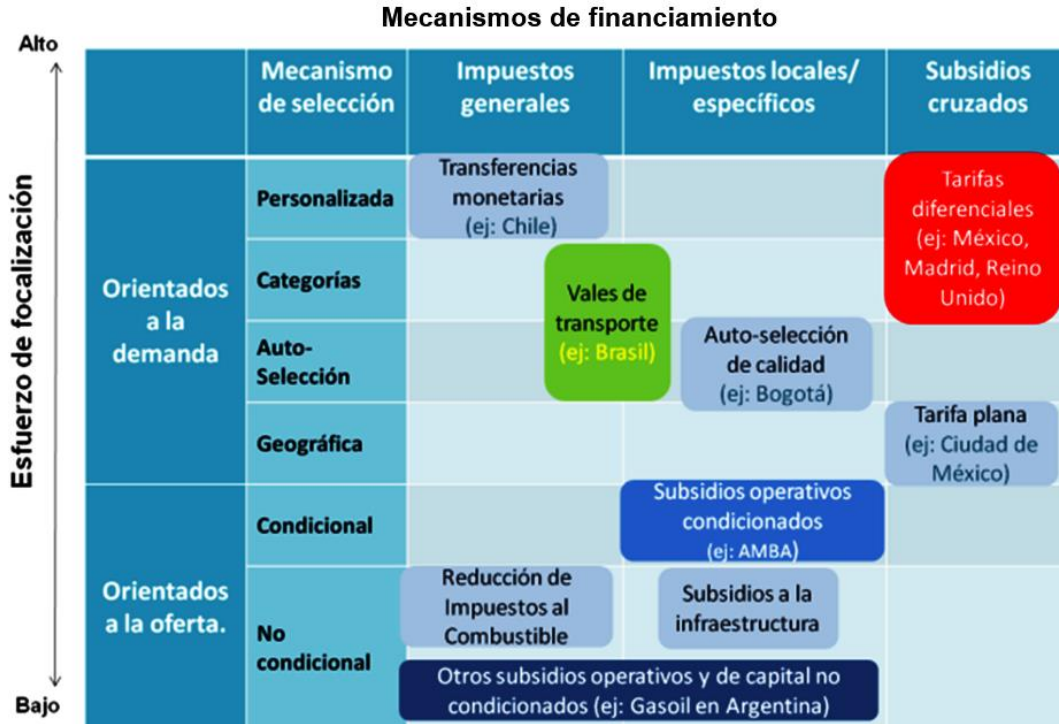 Mecanismos de financiamiento
Alto
Esfuerzo de focalización
Bajo
Mecanismo
de selección
Impuestos
generales
Impuestos locales/
específicos
Subsidios
cruzados
Orientados
a la
demanda
Personalizada
Transferencias
monetarias
(ej: Chile)
Tarifas
diferenciales
(ej: México,
Madrid, Reino
Unido)
Categorías
Vales de
transporte
(ej: Brasil)
Auto-
Selección
Auto-selección
de calidad
(ej: Bogotá)
Geográfica
Tarifa plana
(ej: Ciudad de
México)
Orientados
a la oferta.
Condicional
Subsidios operativos
condicionados
(ej: AMBA)
No
condicional
Reducción de
Impuestos al
Combustible
Subsidios a la
infraestructura
Otros subsidios operativos y de capital no
condicionados (ej: Gasoil en Argentina)